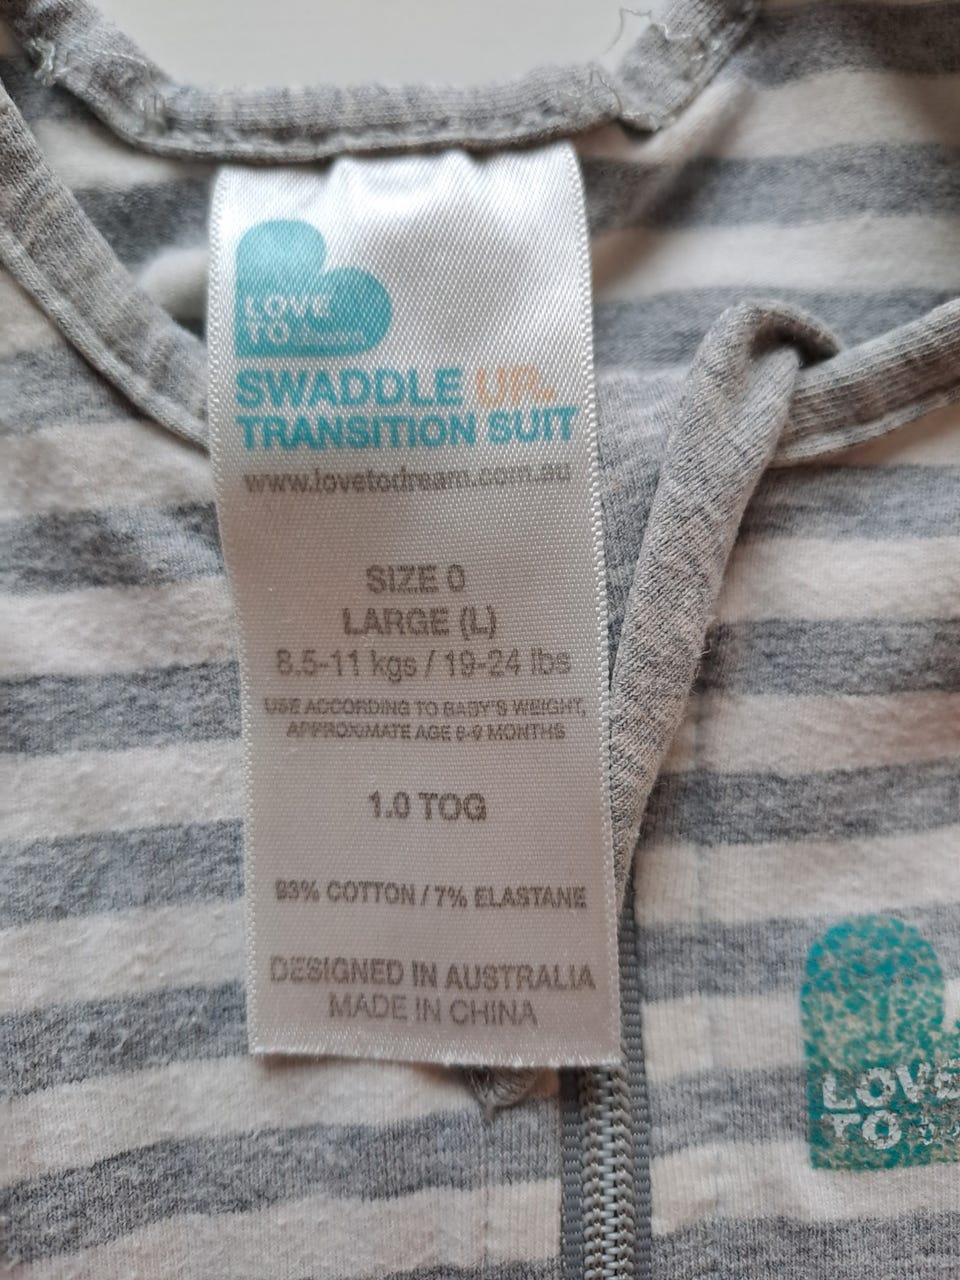 LOVE
TO
SWADDLE UP™
TRANSITION SUIT
www.lovetodream.com.au
SIZE 0
LARGE (L)
8.5-11 kgs / 19-24 lbs
USE ACCORDING TO BABY'S WEIGHT,
APPROXIMATE AGE 6-9 MONTHS
1.0 TOG
93% COTTON / 7% ELASTANE
DESIGNED IN AUSTRALIA
MADE IN CHINA
LOVE
TO